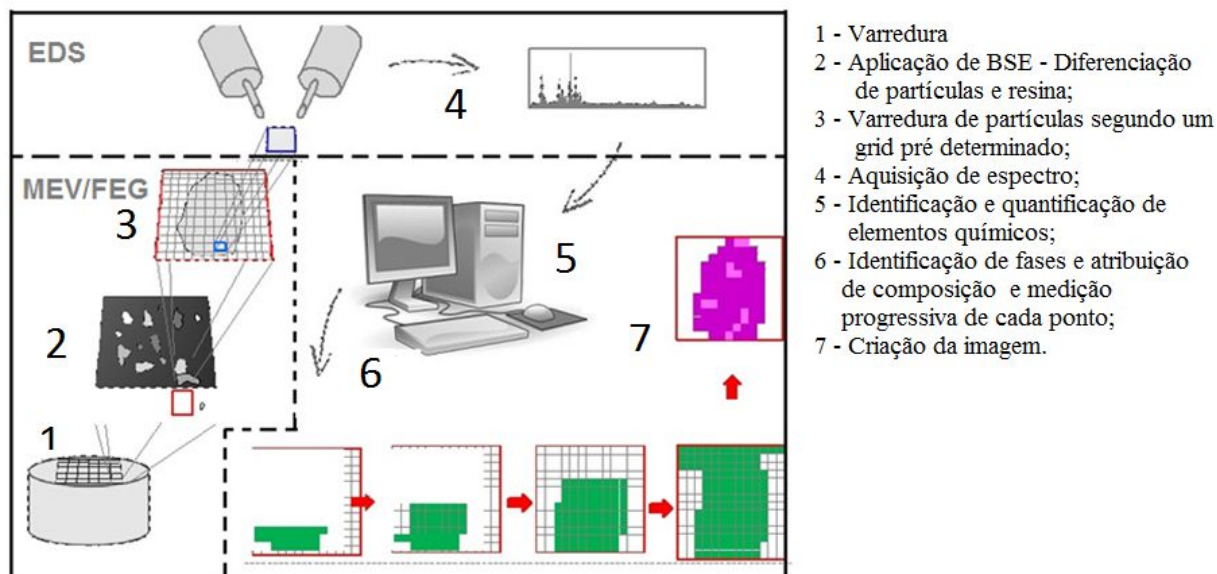 EDS
4
MEV/FEG
3
5
2
7
6
1
1 - Varredura
2 - Aplicação de BSE - Diferenciação
de partículas e resina;
3 - Varredura de partículas segundo um
grid pré determinado;
4 - Aquisição de espectro;
5 - Identificação e quantificação de
elementos químicos;
6 - Identificação de fases e atribuição
de composição e medição
progressiva de cada ponto;
7 - Criação da imagem.